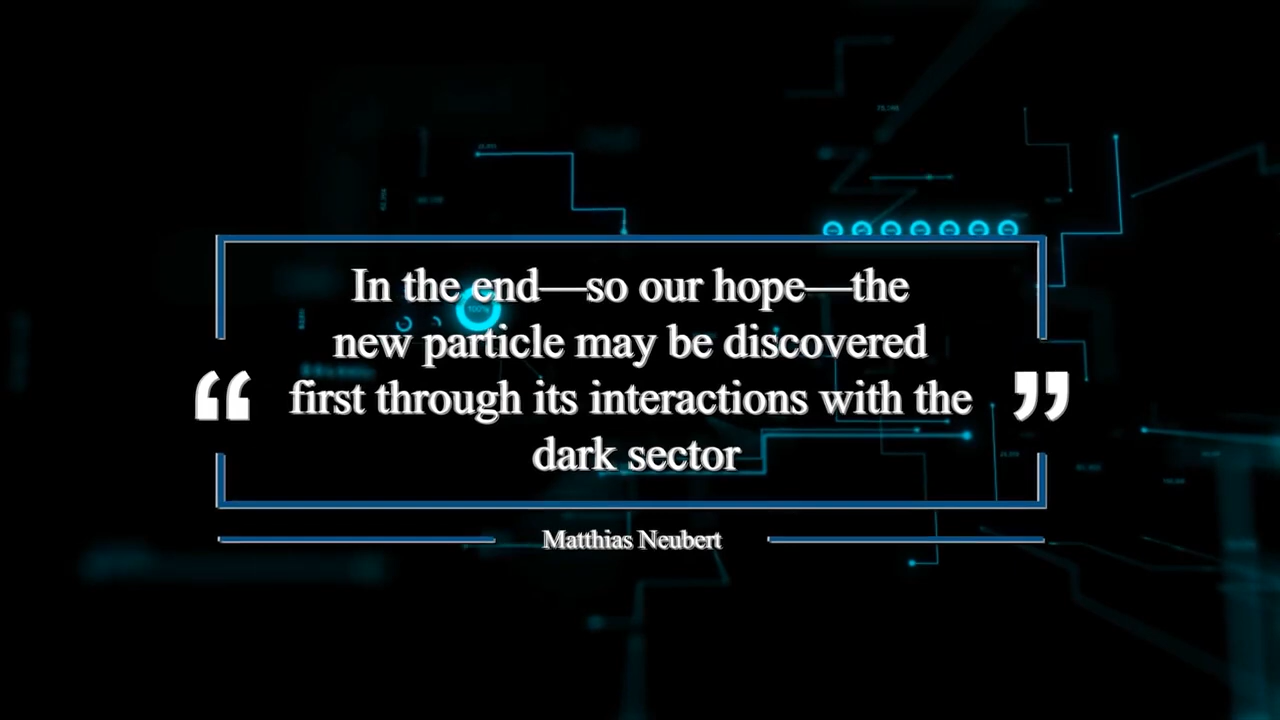 In the end—so our hope—the
new particle may be discovered
“ first through its interactions with the ”
dark sector
Matthias Neubert